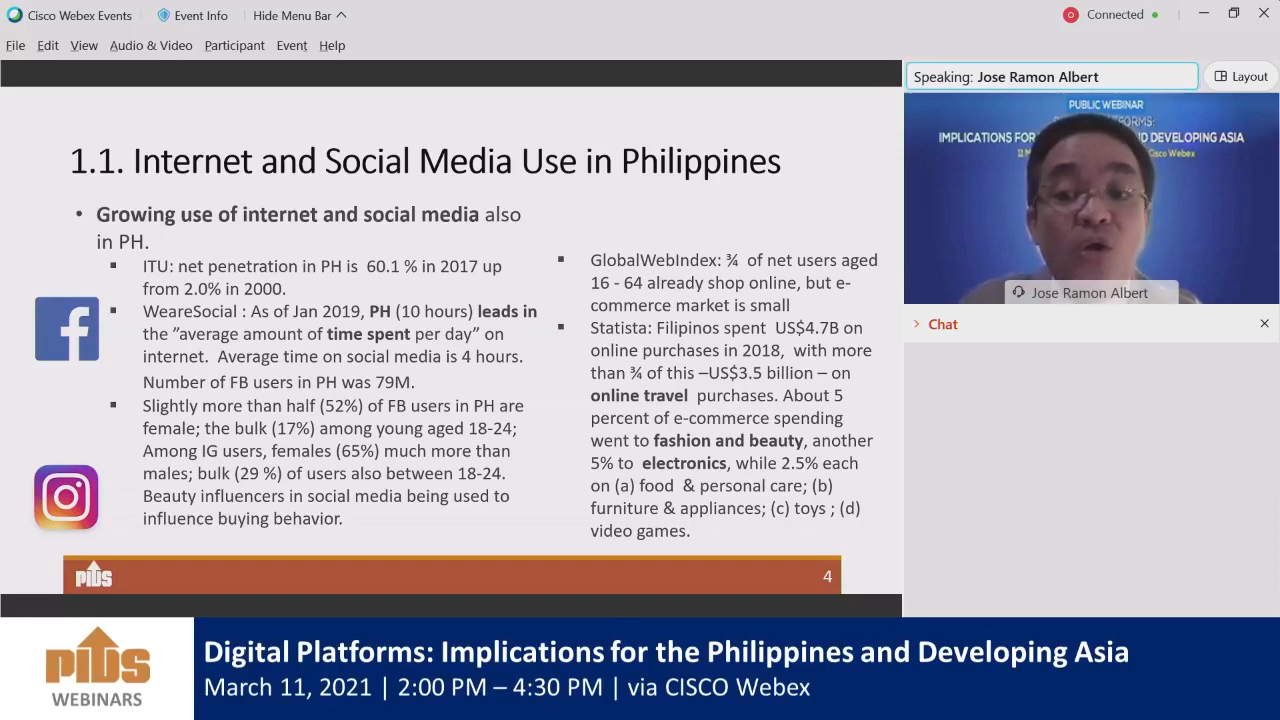 Cisco Webex Events
Event Info
Hide Menu Bar
Connected
File Edit View Audio & Video Participant Event Help
Speaking: Jose Ramon Albert
Layout
1.1. Internet and Social Media Use in Philippines
• Growing use of internet and social media also
in PH.
▪ ITU: net penetration in PH is 60.1 % in 2017 up
from 2.0% in 2000.
▪ WeareSocial : As of Jan 2019, PH (10 hours) leads in
the ”average amount of time spent per day” on
internet. Average time on social media is 4 hours.
Number of FB users in PH was 79M.
▪ Slightly more than half (52%) of FB users in PH are
female; the bulk (17%) among young aged 18-24;
Among IG users, females (65%) much more than
males; bulk (29 %) of users also between 18-24.
Beauty influencers in social media being used to
influence buying behavior.
▪ GlobalWebIndex: ¾ of net users aged
16 - 64 already shop online, but e-
commerce market is small
▪ Statista: Filipinos spent US$4.7B on
online purchases in 2018, with more
than ¾ of this –US$3.5 billion – on
online travel purchases. About 5
percent of e-commerce spending
went to fashion and beauty, another
5% to electronics, while 2.5% each
on (a) food & personal care; (b)
furniture & appliances; (c) toys ; (d)
video games.
PIDS
4
PUBLIC WEBINAR
IMPLICATIONS FOR
AND DEVELOPING ASIA
Cisco Webex
Jose Ramon Albert
Chat
PIDS
WEBINARS
Digital Platforms: Implications for the Philippines and Developing Asia
March 11, 2021 | 2:00 PM – 4:30 PM | via CISCO Webex